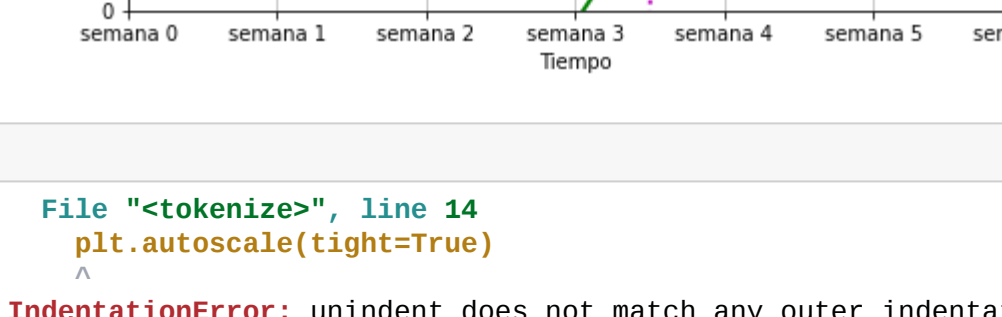 0
semana 0 semana 1 semana 2 semana 3 semana 4 semana 5
Tiempo
File "<tokenize>", line 14
plt.autoscale(tight=True)
^
IndentationError: unindent does not match any outer